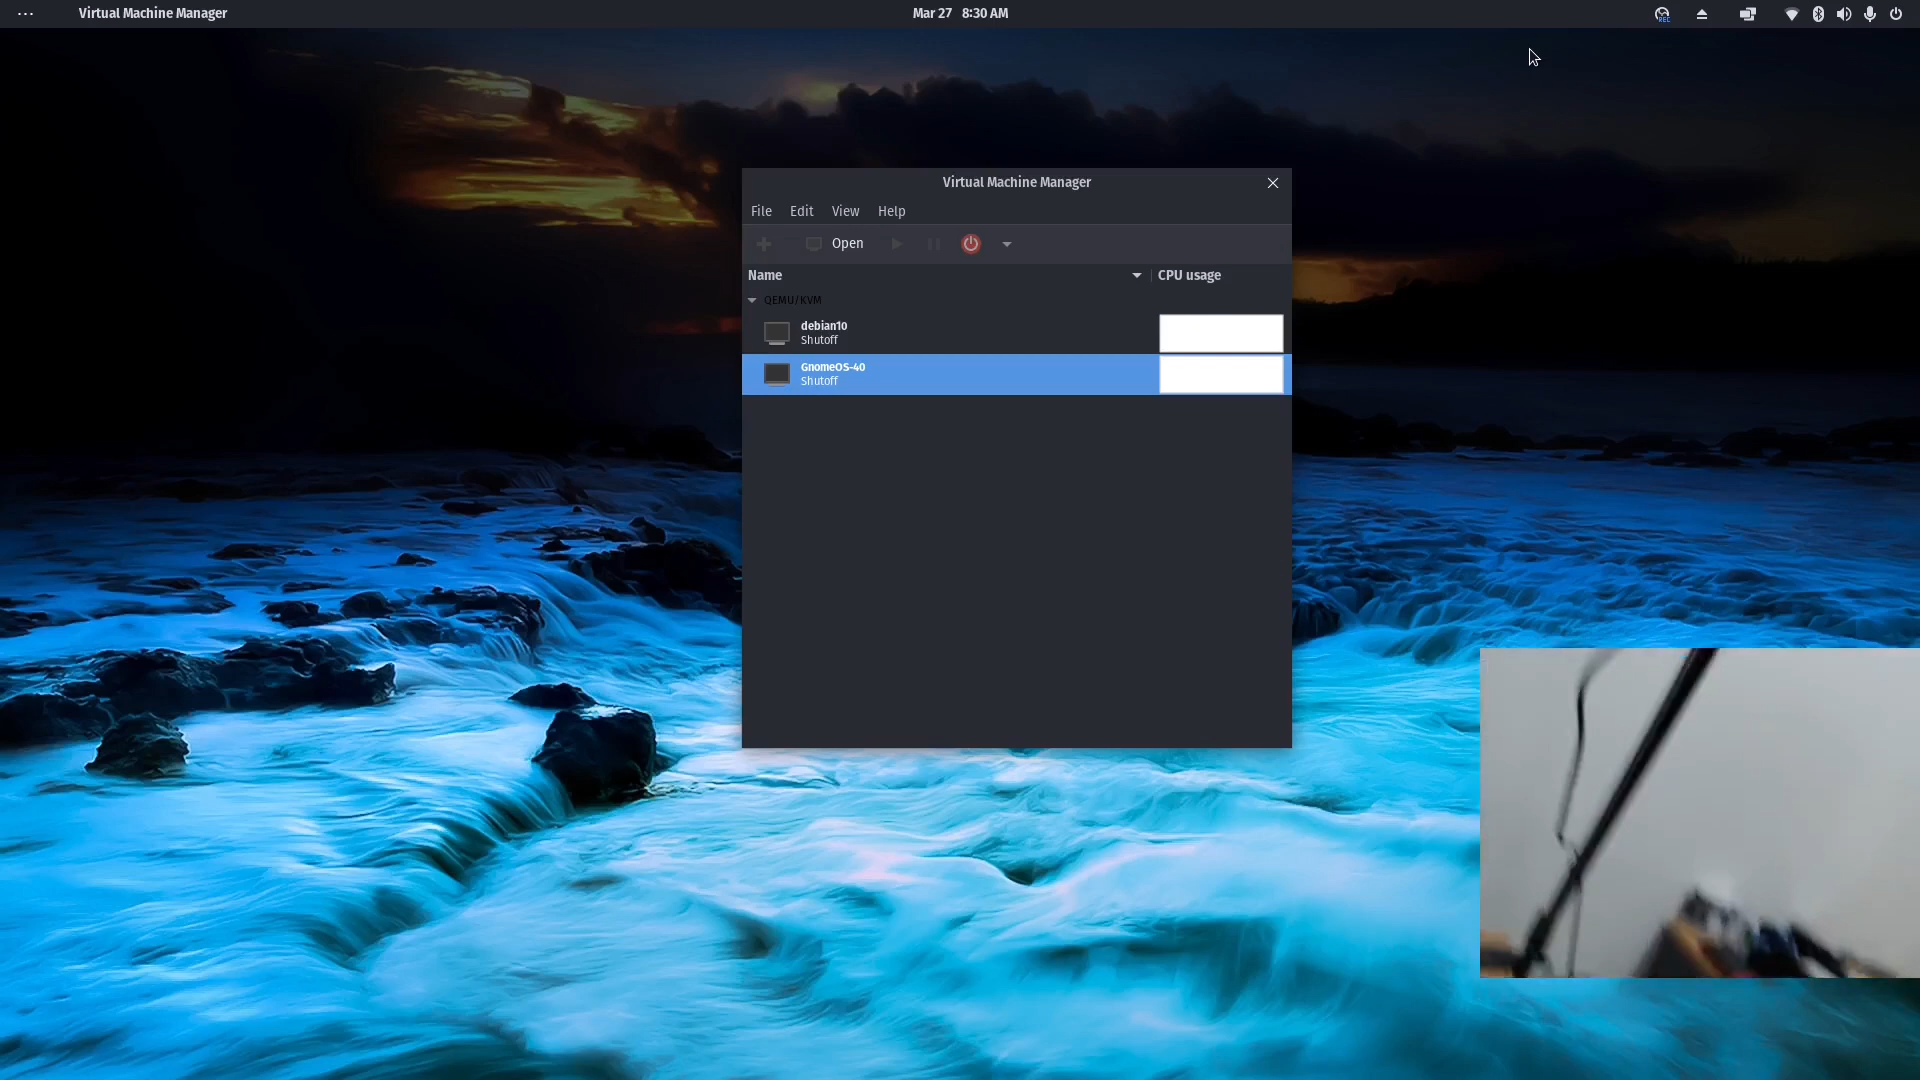 Virtual Machine Manager
Mar 27 8:30 AM
REC
Virtual Machine Manager
File Edit View Help
Open
Name CPU usage
QEMU/KVM
debian10
Shutoff
GnomeOS-40
Shutoff